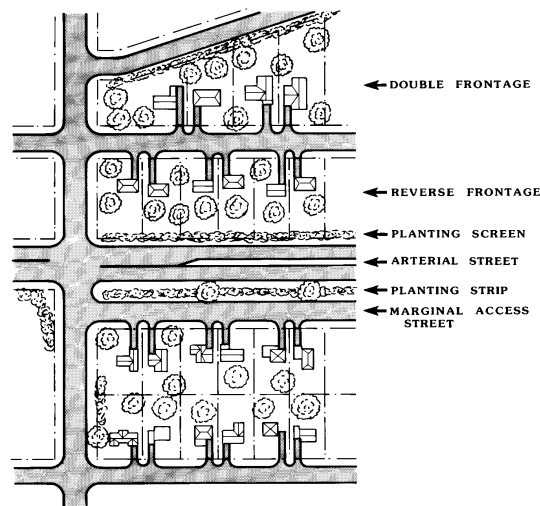 DOUBLE FRONTAGE
REVERSE FRONTAGE
PLANTING SCREEN
ARTERIAL STREET
PLANTING STRIP
MARGINAL ACCESS
STREET